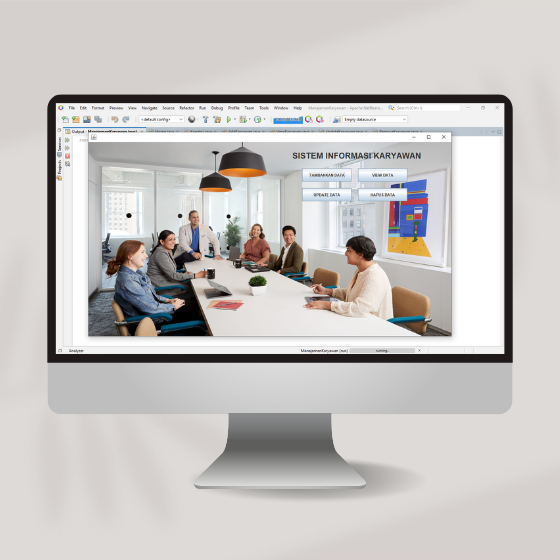 File Edit Format Preview View Navigate Source Refactor Run Debug Profile Team Tools Window Help
ManajemenKaryawan - Apache NetBeans...
Search (Ctrl+I)
<default config>
Empty datasource
Output - ManajemenKaryawan (run)
Projects
Services
SISTEM INFORMASI KARYAWAN
TAMBAHKAN DATA
VIEW DATA
UPDATE DATA
HAPUS DATA
Analyzer
ManajemenKaryawan (run)
running...